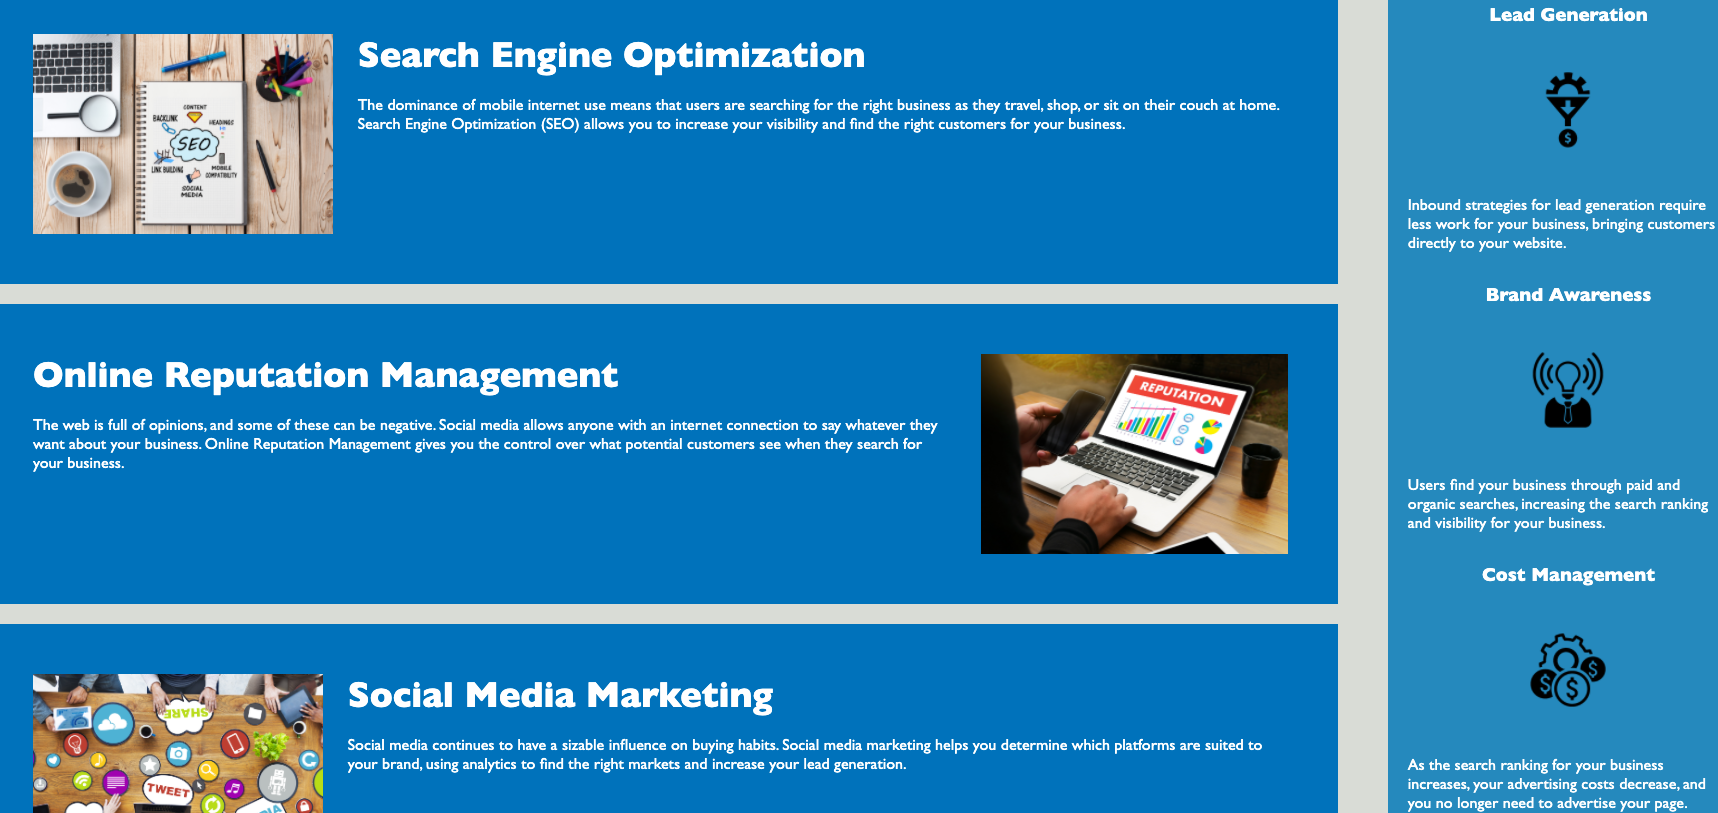 Search Engine Optimization
The dominance of mobile internet use means that users are searching for the right business as they travel, shop, or sit on their couch at home.
Search Engine Optimization (SEO) allows you to increase your visibility and find the right customers for your business.
CONTENT
BACKLINK
HEADINGS
SEO
LINK BUILDING
MOBILE
COMPATIBILITY
SOCIAL
MEDIA
Online Reputation Management
The web is full of opinions, and some of these can be negative. Social media allows anyone with an internet connection to say whatever they
want about your business. Online Reputation Management gives you the control over what potential customers see when they search for
your business.
REPUTATION
Social Media Marketing
Social media continues to have a sizable influence on buying habits. Social media marketing helps you determine which platforms are suited to
your brand, using analytics to find the right markets and increase your lead generation.
SHARE
TWEET
Lead Generation
$
Inbound strategies for lead generation require
less work for your business, bringing customers
directly to your website.
Brand Awareness
Users find your business through paid and
organic searches, increasing the search ranking
and visibility for your business.
Cost Management
$
$
$
As the search ranking for your business
increases, your advertising costs decrease, and
you no longer need to advertise your page.